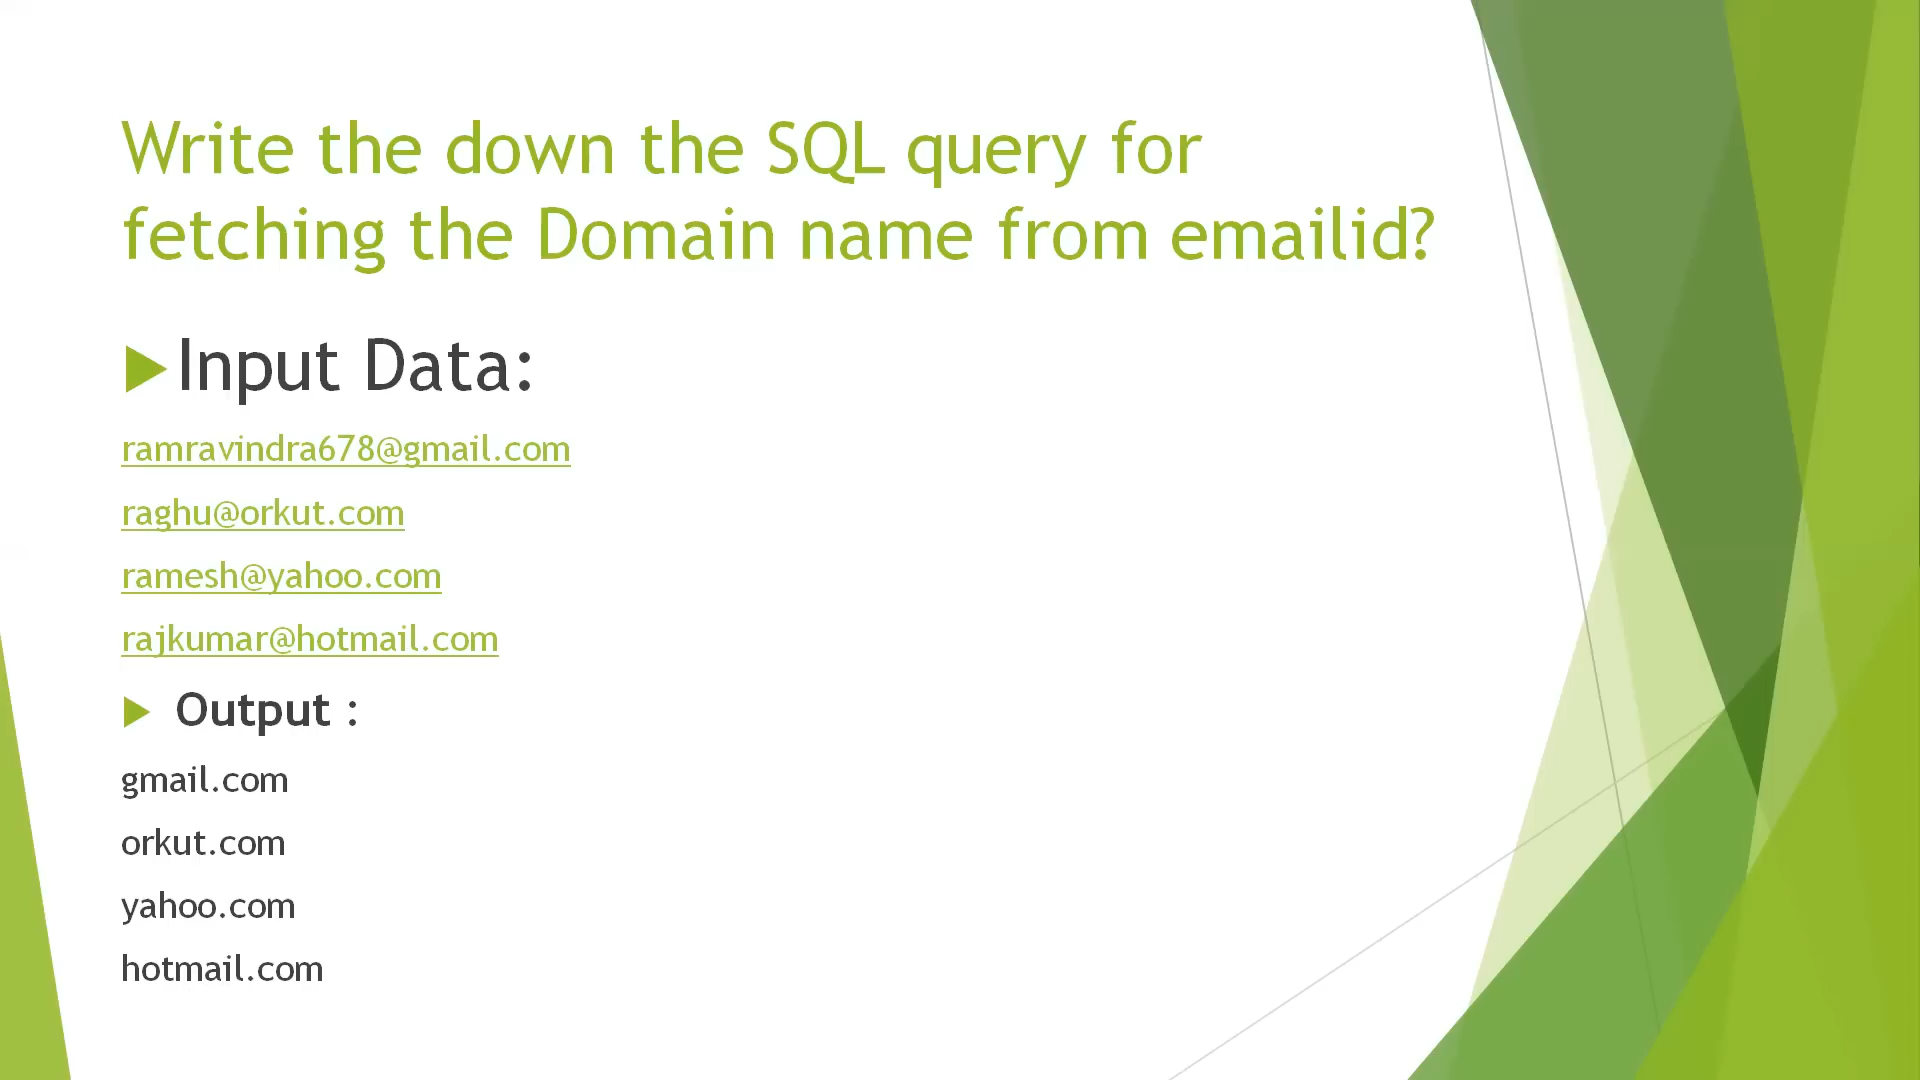 Write the down the SQL query for
fetching the Domain name from emailid?
Input Data:
ramravindra678@gmail.com
raghu@orkut.com
ramesh@yahoo.com
rajkumar@hotmail.com
Output :
gmail.com
orkut.com
yahoo.com
hotmail.com